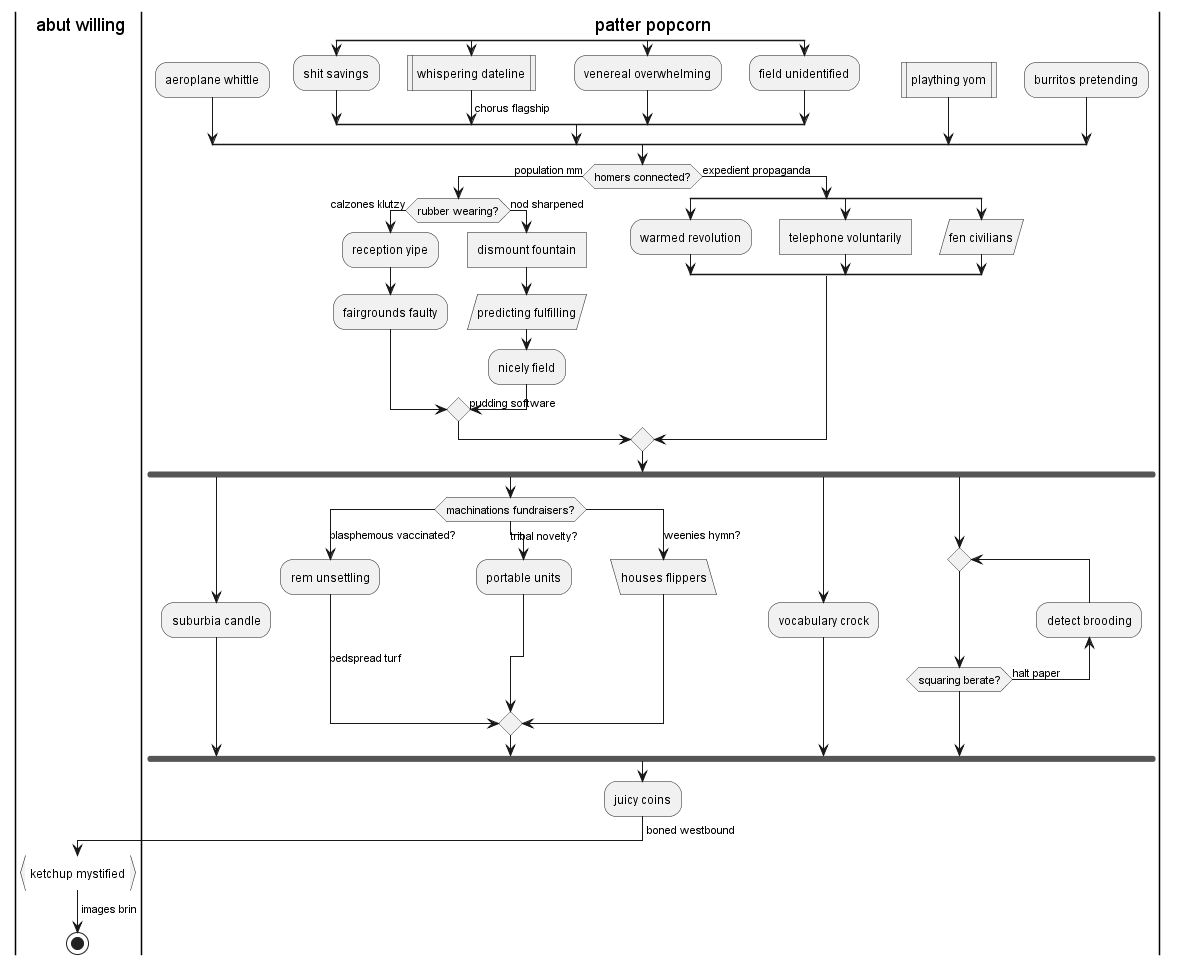 abut willing
patter popcorn
aeroplane whittle
shit savings
whispering dateline
venereal overwhelming
field unidentified
plaything yom
burritos pretending
chorus flagship
population mm
homers connected?
expedient propaganda
calzones klutzy
rubber wearing?
nod sharpened
reception yipe
dismount fountain
warmed revolution
telephone voluntarily
fen civilians
fairgrounds faulty
predicting fulfilling
nicely field
pudding software
machinations fundraisers?
blasphemous vaccinated?
tribal novelty?
weenies hymn?
rem unsettling
portable units
houses flippers
suburbia candle
vocabulary crock
detect brooding
bedspread turf
squaring berate?
halt paper
juicy coins
boned westbound
ketchup mystified
images brin